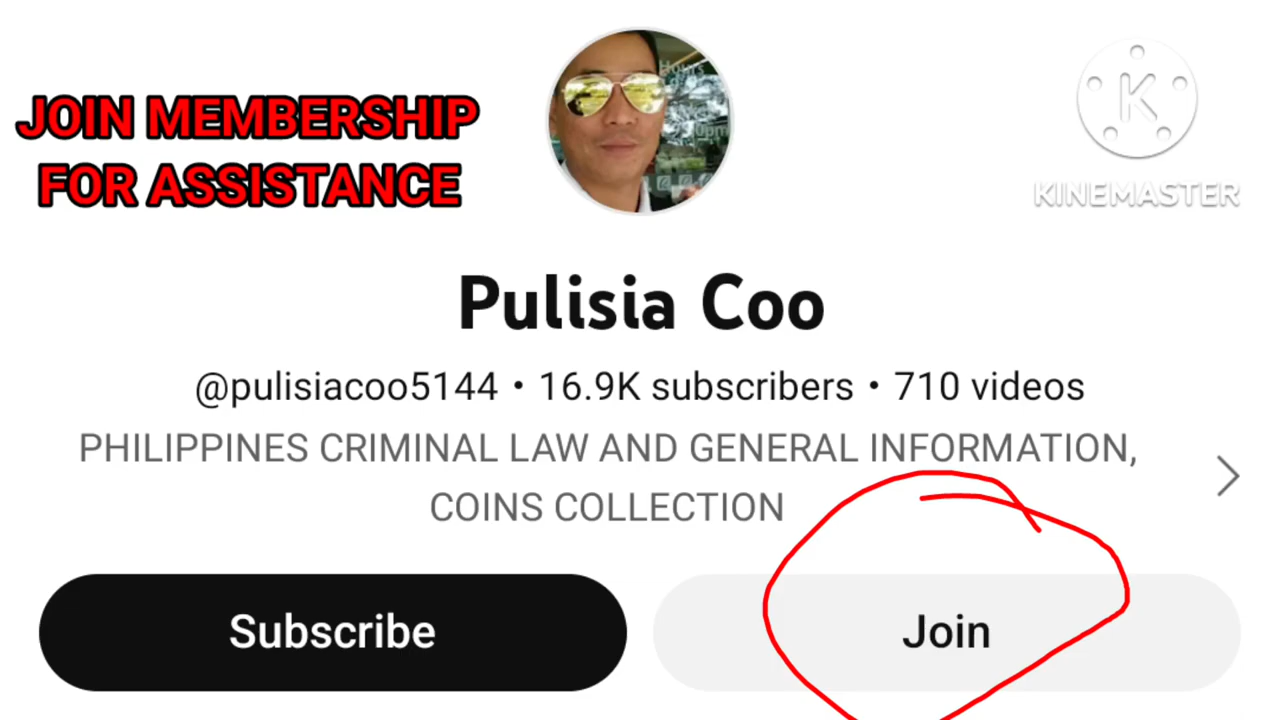 JOIN MEMBERSHIP
FOR ASSISTANCE
K
KINEMASTER
Pulisia Coo
@pulisiacoo5144 • 16.9K subscribers • 710 videos
PHILIPPINES CRIMINAL LAW AND GENERAL INFORMATION,
COINS COLLECTION
Subscribe
Join